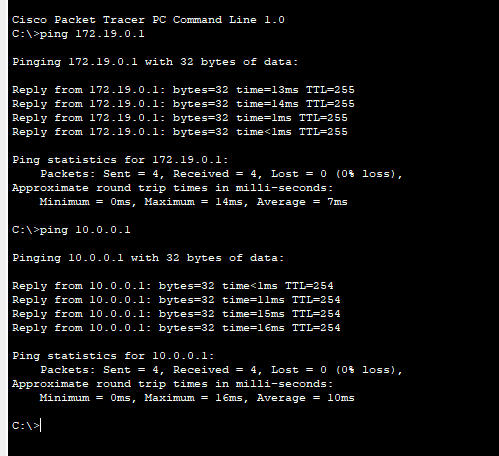 Cisco Packet Tracer PC Command Line 1.0
C:\>ping 172.19.0.1
Pinging 172.19.0.1 with 32 bytes of data:
Reply from 172.19.0.1: bytes=32 time=13ms TTL=255
Reply from 172.19.0.1: bytes=32 time=14ms TTL=255
Reply from 172.19.0.1: bytes=32 time=1ms TTL=255
Reply from 172.19.0.1: bytes=32 time<1ms TTL=255
Ping statistics for 172.19.0.1:
Packets: Sent = 4, Received = 4, Lost = 0 (0% loss),
Approximate round trip times in milli-seconds:
Minimum = 0ms, Maximum = 14ms, Average = 7ms
C:\>ping 10.0.0.1
Pinging 10.0.0.1 with 32 bytes of data:
Reply from 10.0.0.1: bytes=32 time<1ms TTL=254
Reply from 10.0.0.1: bytes=32 time=11ms TTL=254
Reply from 10.0.0.1: bytes=32 time=15ms TTL=254
Reply from 10.0.0.1: bytes=32 time=16ms TTL=254
Ping statistics for 10.0.0.1:
Packets: Sent = 4, Received = 4, Lost = 0 (0% loss),
Approximate round trip times in milli-seconds:
Minimum = 0ms, Maximum = 16ms, Average = 10ms
C:\>